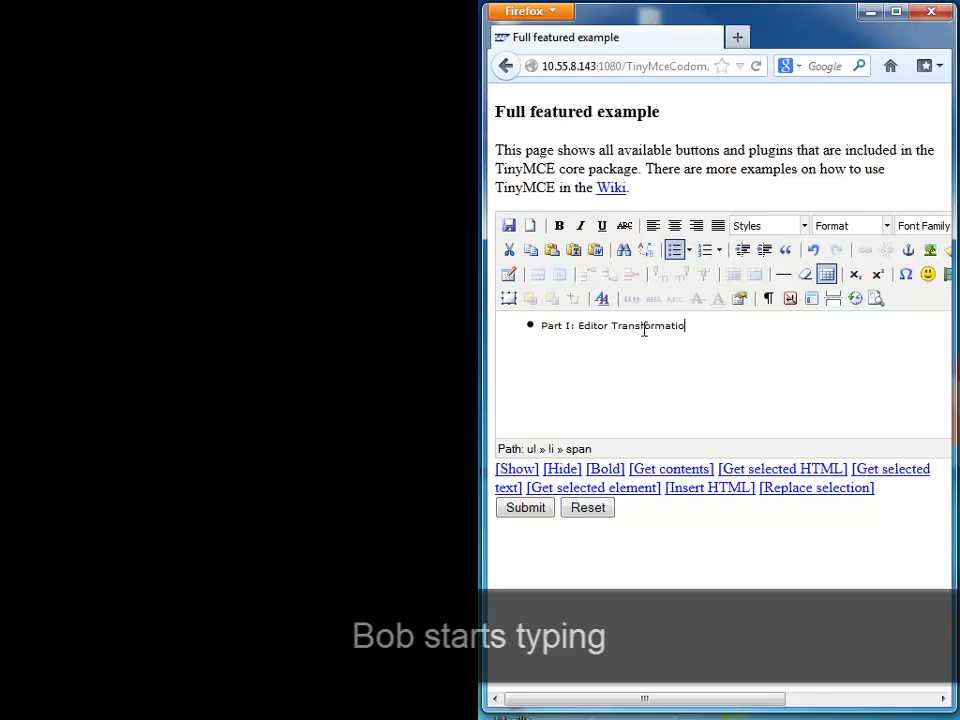 Firefox
Full featured example
10.55.8.143:1080/TinyMceCodom,
Google
Full featured example
This page shows all available buttons and plugins that are included in the
TinyMCE core package. There are more examples on how to use
TinyMCE in the Wiki.
B I U ABC Styles Format Font Family
Part I: Editor Transformatio
Path: ul » li » span
[Show] [Hide] [Bold] [Get contents] [Get selected HTML] [Get selected
text] [Get selected element] [Insert HTML] [Replace selection]
Submit Reset
Bob starts typing